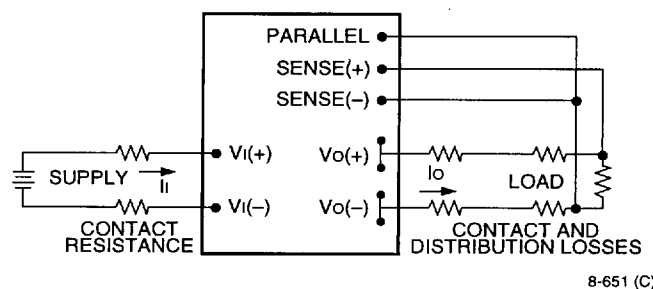 PARALLEL
SENSE(+)
SENSE(–)
VI(+)
VO(+)
SUPPLY
II
IO
LOAD
VI(–)
VO(–)
CONTACT
RESISTANCE
CONTACT AND
DISTRIBUTION LOSSES
8-651 (C)